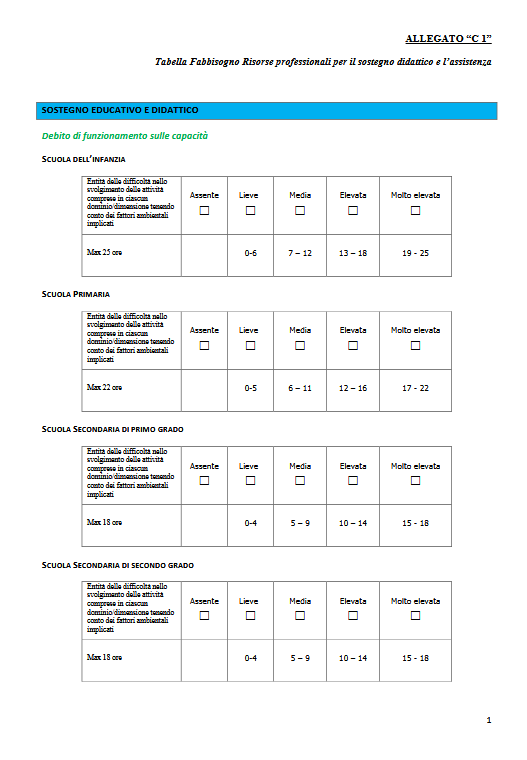 ALLEGATO “C 1”
Tabella Fabbisogno Risorse professionali per il sostegno didattico e l’assistenza
SOSTEGNO EDUCATIVO E DIDATTICO
Debito di funzionamento sulle capacità
SCUOLA DELL’INFANZIA
Entità delle difficoltà nello
svolgimento delle attività
comprese in ciascun
dominio/dimensione tenendo
conto dei fattori ambientali
implicati
Assente Lieve Media Elevata Molto elevata
☐ ☐ ☐ ☐ ☐
Max 25 ore 0-6 7 – 12 13 – 18 19 - 25
SCUOLA PRIMARIA
Entità delle difficoltà nello
svolgimento delle attività
comprese in ciascun
dominio/dimensione tenendo
conto dei fattori ambientali
implicati
Assente Lieve Media Elevata Molto elevata
☐ ☐ ☐ ☐ ☐
Max 22 ore 0-5 6 – 11 12 – 16 17 - 22
SCUOLA SECONDARIA DI PRIMO GRADO
Entità delle difficoltà nello
svolgimento delle attività
comprese in ciascun
dominio/dimensione tenendo
conto dei fattori ambientali
implicati
Assente Lieve Media Elevata Molto elevata
☐ ☐ ☐ ☐ ☐
Max 18 ore 0-4 5 – 9 10 – 14 15 - 18
SCUOLA SECONDARIA DI SECONDO GRADO
Entità delle difficoltà nello
svolgimento delle attività
comprese in ciascun
dominio/dimensione tenendo
conto dei fattori ambientali
implicati
Assente Lieve Media Elevata Molto elevata
☐ ☐ ☐ ☐ ☐
Max 18 ore 0-4 5 – 9 10 – 14 15 - 18
1